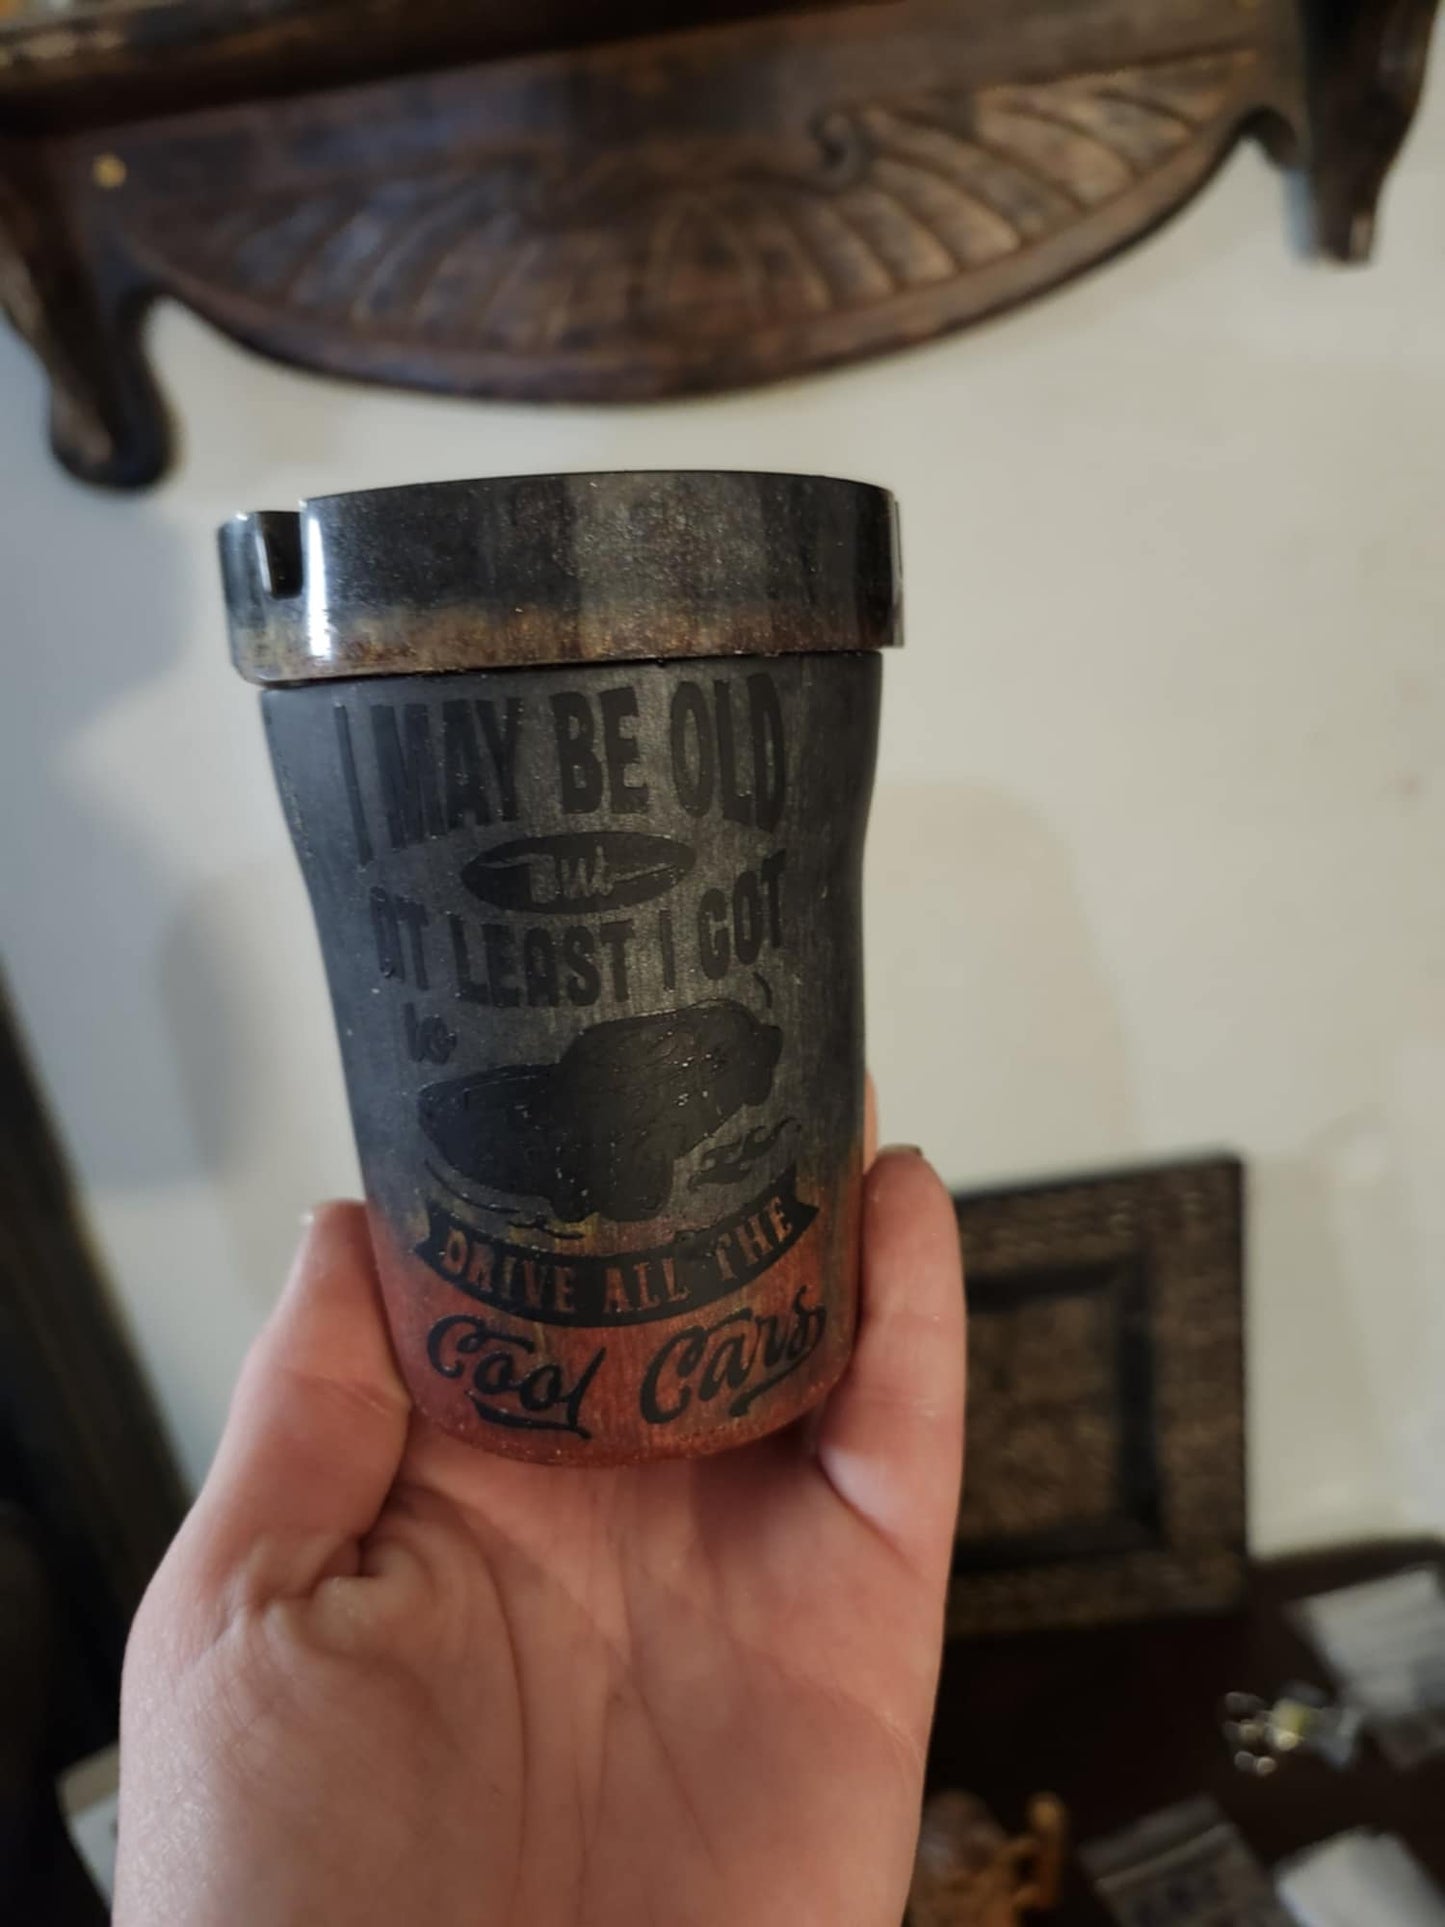 I MAY BE OLD
but
AT LEAST I GOT
to
DRIVE ALL THE
Cool Cars